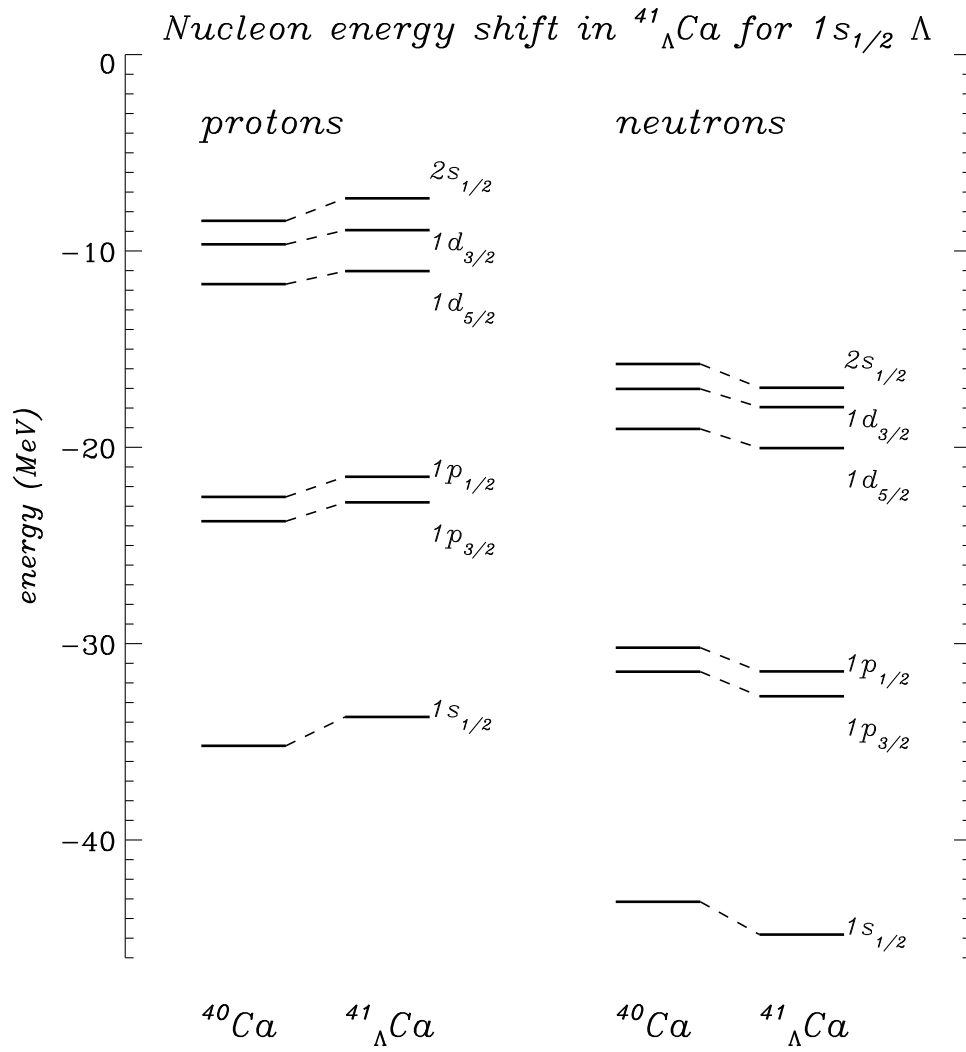 Nucleon energy shift in ⁴¹ΛCa for 1s1/2 Λ
protons
neutrons
energy (MeV)
0
−10
−20
−30
−40
2s1/2
1d3/2
1d5/2
1p1/2
1p3/2
1s1/2
2s1/2
1d3/2
1d5/2
1p1/2
1p3/2
1s1/2
⁴⁰Ca
⁴¹ΛCa
⁴⁰Ca
⁴¹ΛCa